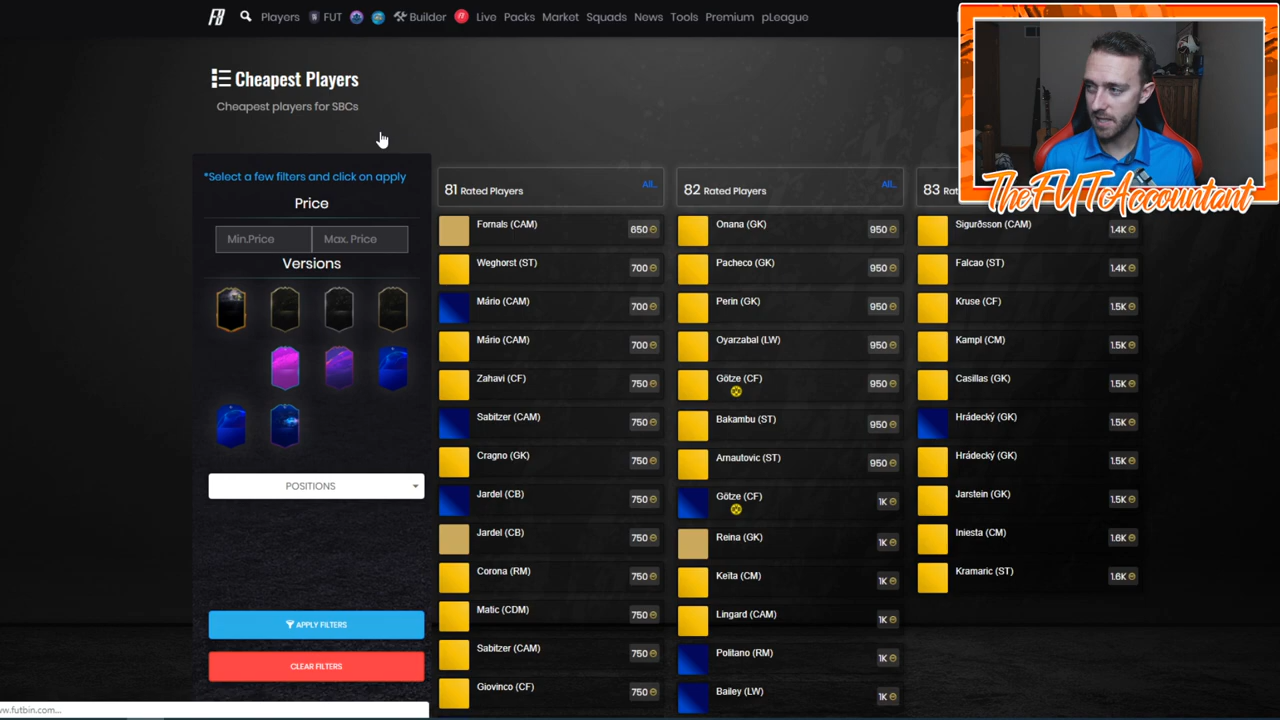 F8
Players
FUT
Builder
Live
Packs
Market
Squads
News
Tools
Premium
pLeague
TheFUTAccountant
Cheapest Players
Cheapest players for SBCs
*Select a few filters and click on apply
Price
Min.Price
Max. Price
Versions
POSITIONS
APPLY FILTERS
CLEAR FILTERS
81 Rated Players
All..
Fornals (CAM) 650
Weghorst (ST) 700
Mário (CAM) 700
Mário (CAM) 700
Zahavi (CF) 750
Sabitzer (CAM) 750
Cragno (GK) 750
Jardel (CB) 750
Jardel (CB) 750
Corona (RM) 750
Matic (CDM) 750
Sabitzer (CAM) 750
Giovinco (CF) 750
82 Rated Players
All..
Onana (GK) 950
Pacheco (GK) 950
Perin (GK) 950
Oyarzabal (LW) 950
Götze (CF) 950
Bakambu (ST) 950
Arnautovic (ST) 950
Götze (CF) 1K
Reina (GK) 1K
Keïta (CM) 1K
Lingard (CAM) 1K
Politano (RM) 1K
Bailey (LW) 1K
83
Sigurðsson (CAM) 1.4K
Falcao (ST) 1.4K
Kruse (CF) 1.5K
Kampl (CM) 1.5K
Casillas (GK) 1.5K
Hrádecký (GK) 1.5K
Hrádecký (GK) 1.5K
Jarstein (GK) 1.5K
Iniesta (CM) 1.6K
Kramaric (ST) 1.6K
ww.futbin.com...